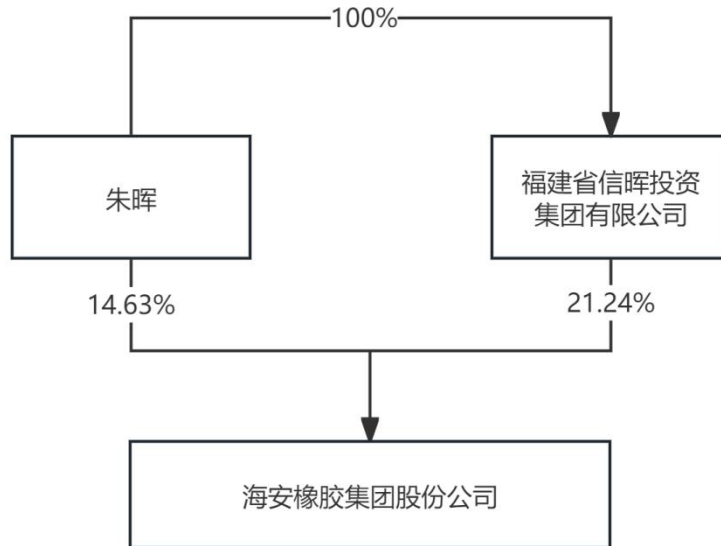 100%
朱晖
福建省信晖投资
集团有限公司
14.63%
21.24%
海安橡胶集团股份公司